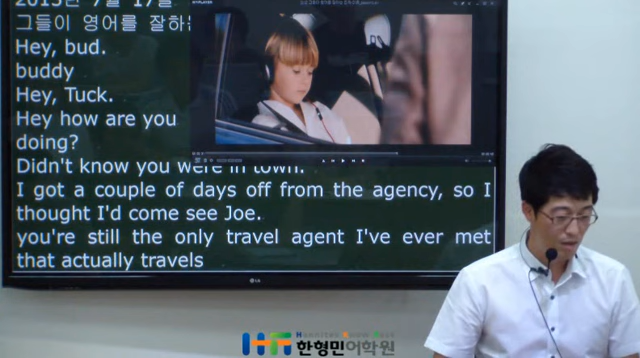 2013년 7월 17일
그들이 영어를 잘하
Hey, bud.
buddy
Hey, Tuck.
Hey how are you
doing?
Didn't know you were in town.
I got a couple of days off from the agency, so I
thought I'd come see Joe.
you're still the only travel agent I've ever met
that actually travels
LG
한형민어학원